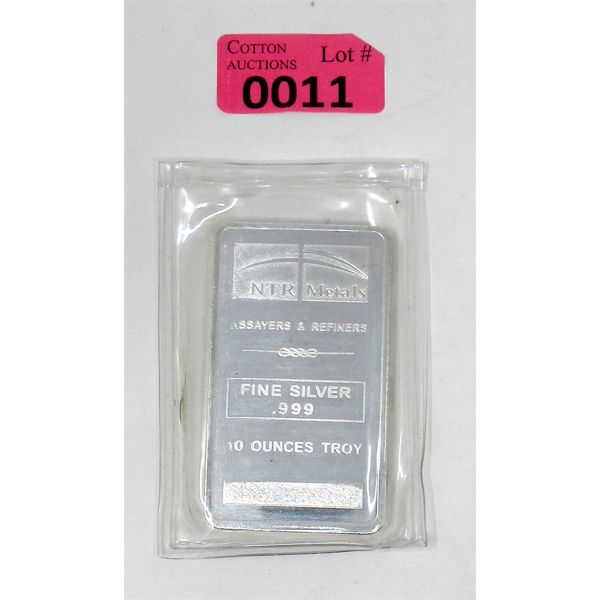 COTTON AUCTIONS Lot #
0011
NTR Metals
ASSAYERS & REFINERS
FINE SILVER
.999
10 OUNCES TROY